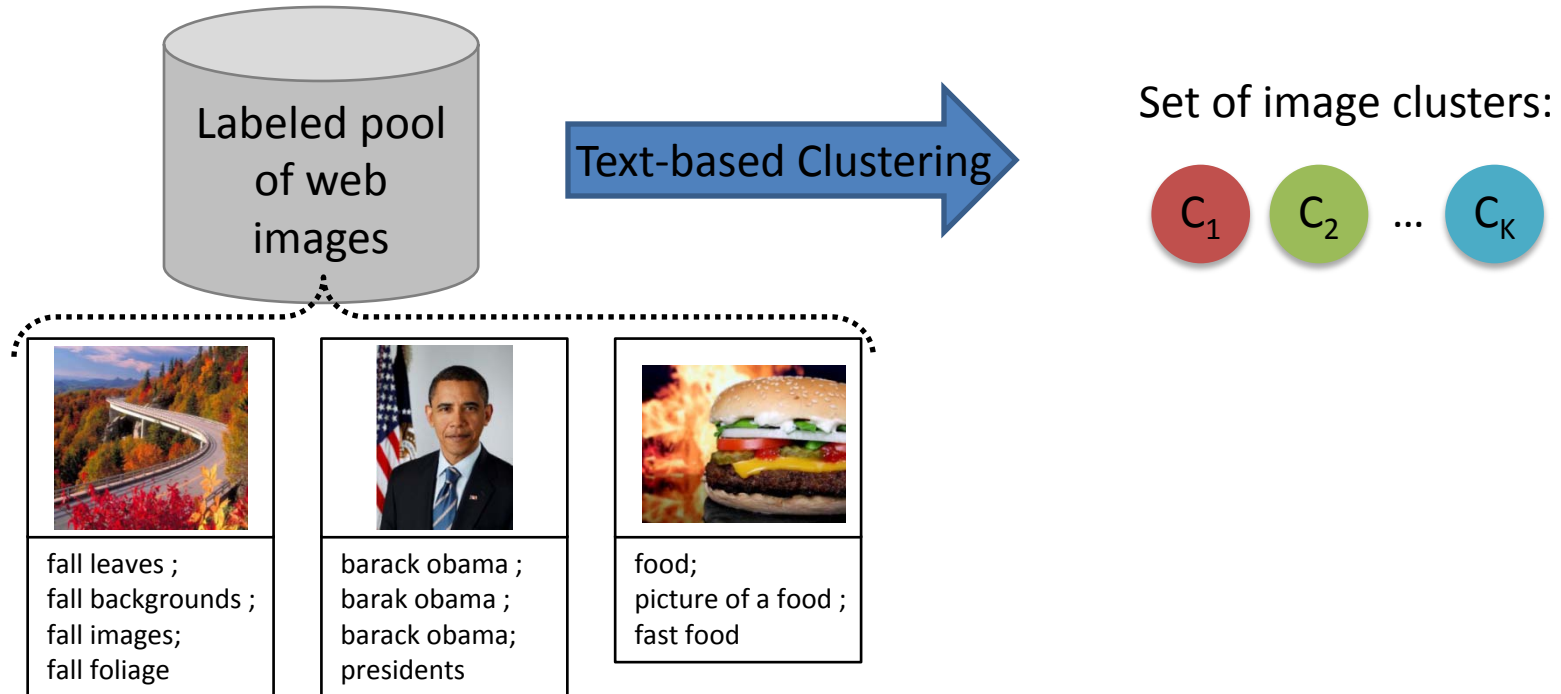 Labeled pool
of web
images
Text-based Clustering
Set of image clusters:
C1 C2 ... CK
fall leaves ;
fall backgrounds ;
fall images;
fall foliage
barack obama ;
barak obama ;
barack obama;
presidents
food;
picture of a food ;
fast food